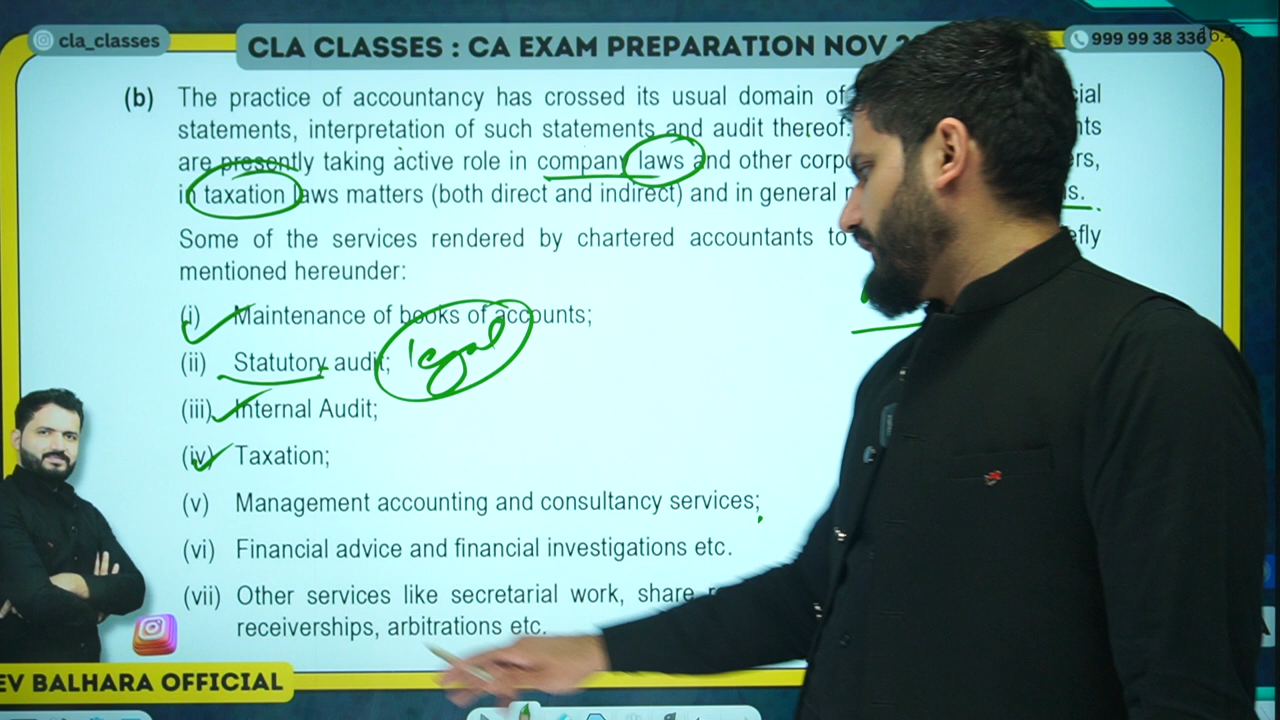 cla_classes
CLA CLASSES : CA EXAM PREPARATION NOV
999 99 38 336
(b) The practice of accountancy has crossed its usual domain of
statements, interpretation of such statements and audit thereof.
are presently taking active role in company laws and other
in taxation laws matters (both direct and indirect) and in general
Some of the services rendered by chartered accountants to
mentioned hereunder:
(i) Maintenance of books of accounts;
(ii) Statutory audit; legal
(iii) Internal Audit;
(iv) Taxation;
(v) Management accounting and consultancy services;
(vi) Financial advice and financial investigations etc.
(vii) Other services like secretarial work, share
receiverships, arbitrations etc.
EV BALHARA OFFICIAL